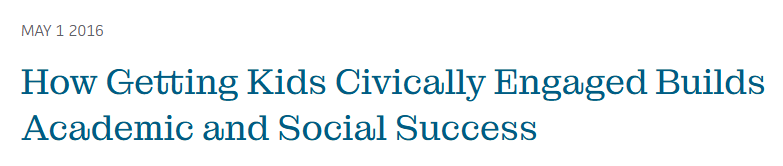 MAY 1 2016
How Getting Kids Civically Engaged Builds
Academic and Social Success